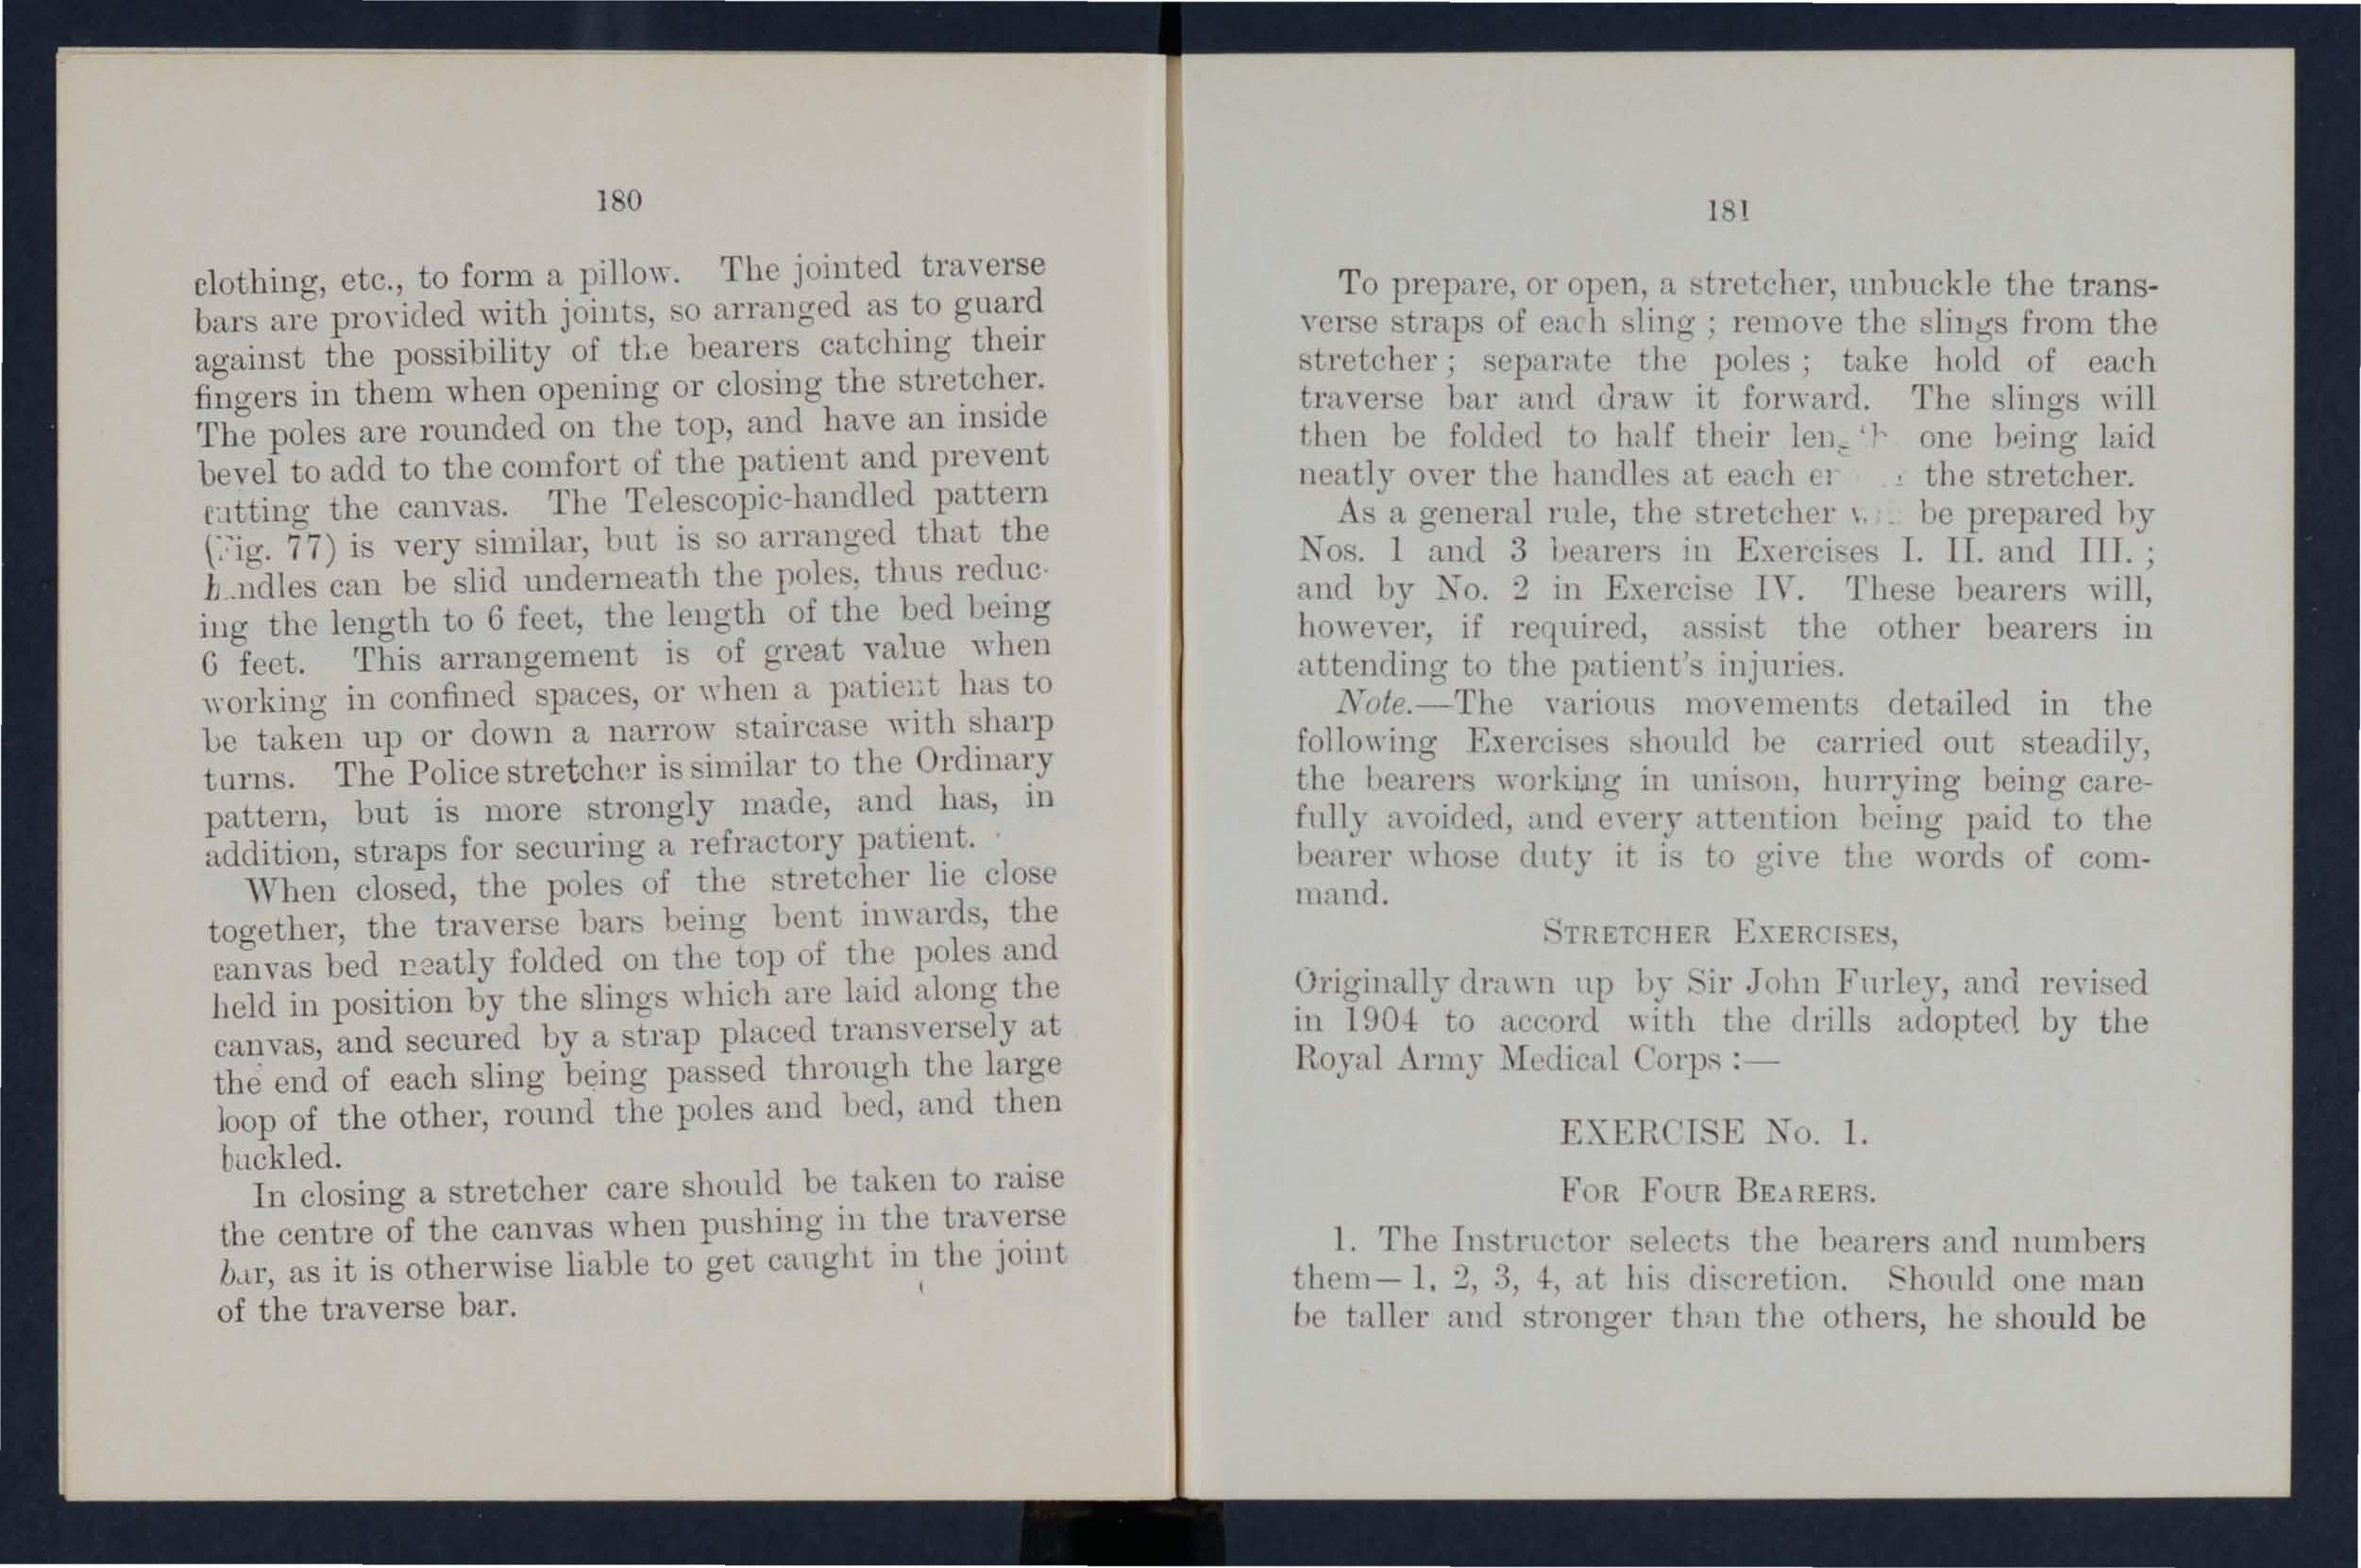 180
clothing, etc., to form a pillow. The jointed traverse
bars are provided with joints, so arranged as to guard
against the possibility of the bearers catching their
fingers in them when opening or closing the stretcher.
The poles are rounded on the top, and have an inside
bevel to add to the comfort of the patient and prevent
cutting the canvas. The Telescopic-handled pattern
(Fig. 77) is very similar, but is so arranged that the
handles can be slid underneath the poles, thus reduc-
ing the length to 6 feet, the length of the bed being
6 feet. This arrangement is of great value when
working in confined spaces, or when a patient has to
be taken up or down a narrow staircase with sharp
turns. The Police stretcher is similar to the Ordinary
pattern, but is more strongly made, and has, in
addition, straps for securing a refractory patient.
When closed, the poles of the stretcher lie close
together, the traverse bars being bent inwards, the
canvas bed neatly folded on the top of the poles and
held in position by the slings which are laid along the
canvas, and secured by a strap placed transversely at
the end of each sling being passed through the large
loop of the other, round the poles and bed, and then
buckled.
In closing a stretcher care should be taken to raise
the centre of the canvas when pushing in the traverse
bar, as it is otherwise liable to get caught in the joint
of the traverse bar.
181
To prepare, or open, a stretcher, unbuckle the trans-
verse straps of each sling ; remove the slings from the
stretcher ; separate the poles ; take hold of each
traverse bar and draw it forward. The slings will
then be folded to half their one being laid
neatly over the handles at each the stretcher.
As a general rule, the stretcher be prepared by
Nos. 1 and 3 bearers in Exercises I. II. and III. ;
and by No. 2 in Exercise IV. These bearers will,
however, if required, assist the other bearers in
attending to the patient's injuries.
Note.—The various movements detailed in the
following Exercises should be carried out steadily,
the bearers working in unison, hurrying being care-
fully avoided, and every attention being paid to the
bearer whose duty it is to give the words of com-
mand.
STRETCHER EXERCISES,
Originally drawn up by Sir John Furley, and revised
in 1904 to accord with the drills adopted by the
Royal Army Medical Corps :—
EXERCISE No. 1.
FOR FOUR BEARERS.
1. The Instructor selects the bearers and numbers
them—1, 2, 3, 4, at his discretion. Should one man
be taller and stronger than the others, he should be